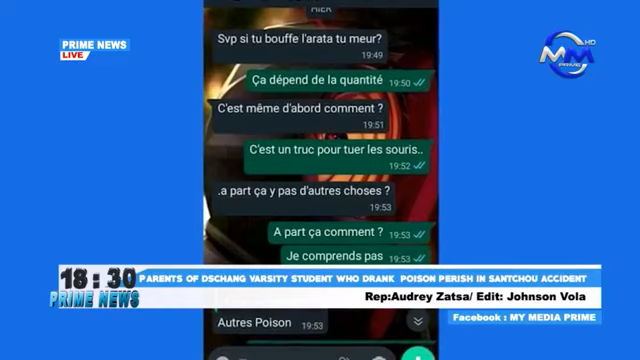 HIER
PRIME NEWS
LIVE
HD
MM
PRIME
Svp si tu bouffe l'arata tu meur?
19:49
Ça dépend de la quantité 19:50
C'est même d'abord comment ?
19:51
C'est un truc pour tuer les souris..
19:52
.a part ça y pas d'autres choses ?
19:53
A part ça comment ? 19:53
Je comprends pas 19:53
18:30
PRIME NEWS
PARENTS OF DSCHANG VARSITY STUDENT WHO DRANK POISON PERISH IN SANTCHOU ACCIDENT
Rep:Audrey Zatsa/ Edit: Johnson Vola
Facebook : MY MEDIA PRIME
Autres Poison 19:53